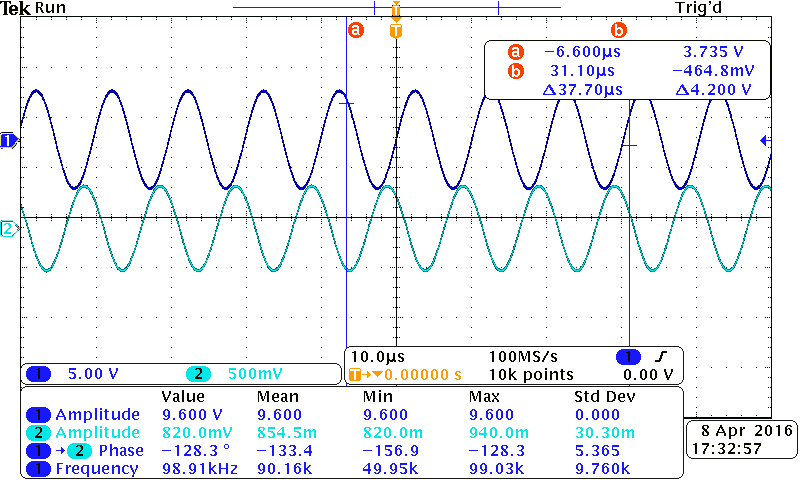 Tek Run Trig'd
T
a b
T
a −6.600µs 3.735 V
b 31.10µs −464.8mV
Δ37.70µs Δ4.200 V
1
2
1 5.00 V 2 500mV
10.0µs 100MS/s 1
T 0.00000 s 10k points 0.00 V
Value Mean Min Max Std Dev
1 Amplitude 9.600 V 9.600 9.600 9.600 0.000
2 Amplitude 820.0mV 854.5m 820.0m 940.0m 30.30m
1 → 2 Phase −128.3 ° −133.4 −156.9 −128.3 5.365
1 Frequency 98.91kHz 90.16k 49.95k 99.03k 9.760k
8 Apr 2016
17:32:57